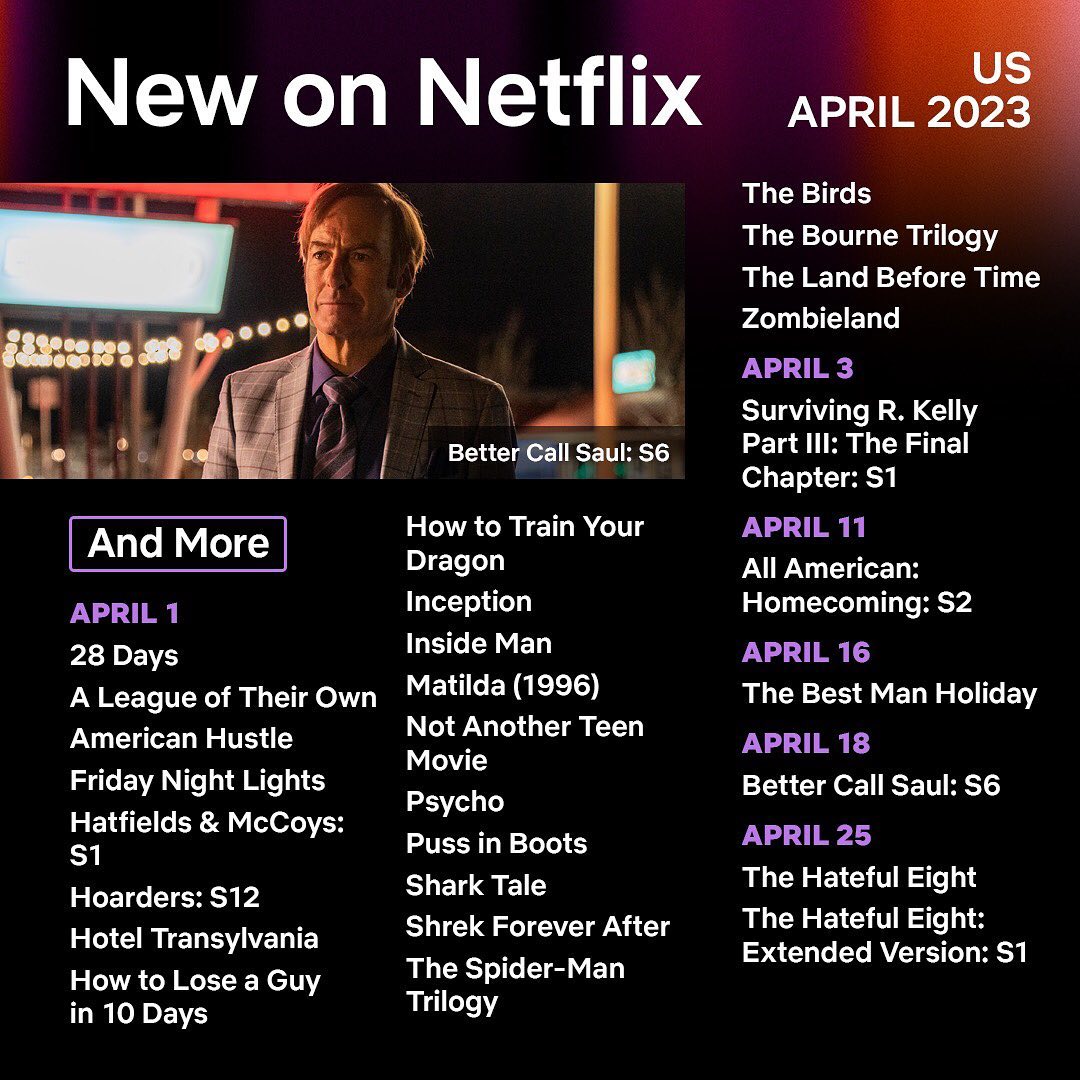 New on Netflix
US
APRIL 2023
Better Call Saul: S6
And More
APRIL 1
28 Days
A League of Their Own
American Hustle
Friday Night Lights
Hatfields & McCoys:
S1
Hoarders: S12
Hotel Transylvania
How to Lose a Guy
in 10 Days
How to Train Your
Dragon
Inception
Inside Man
Matilda (1996)
Not Another Teen
Movie
Psycho
Puss in Boots
Shark Tale
Shrek Forever After
The Spider-Man
Trilogy
The Birds
The Bourne Trilogy
The Land Before Time
Zombieland
APRIL 3
Surviving R. Kelly
Part III: The Final
Chapter: S1
APRIL 11
All American:
Homecoming: S2
APRIL 16
The Best Man Holiday
APRIL 18
Better Call Saul: S6
APRIL 25
The Hateful Eight
The Hateful Eight:
Extended Version: S1